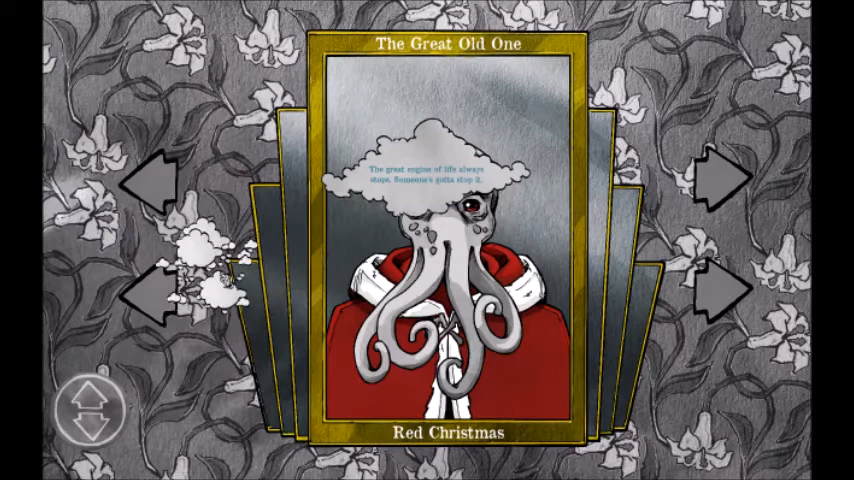 The Great Old One
The great engine of life always
stops. Someone's gotta stop it.
Red Christmas